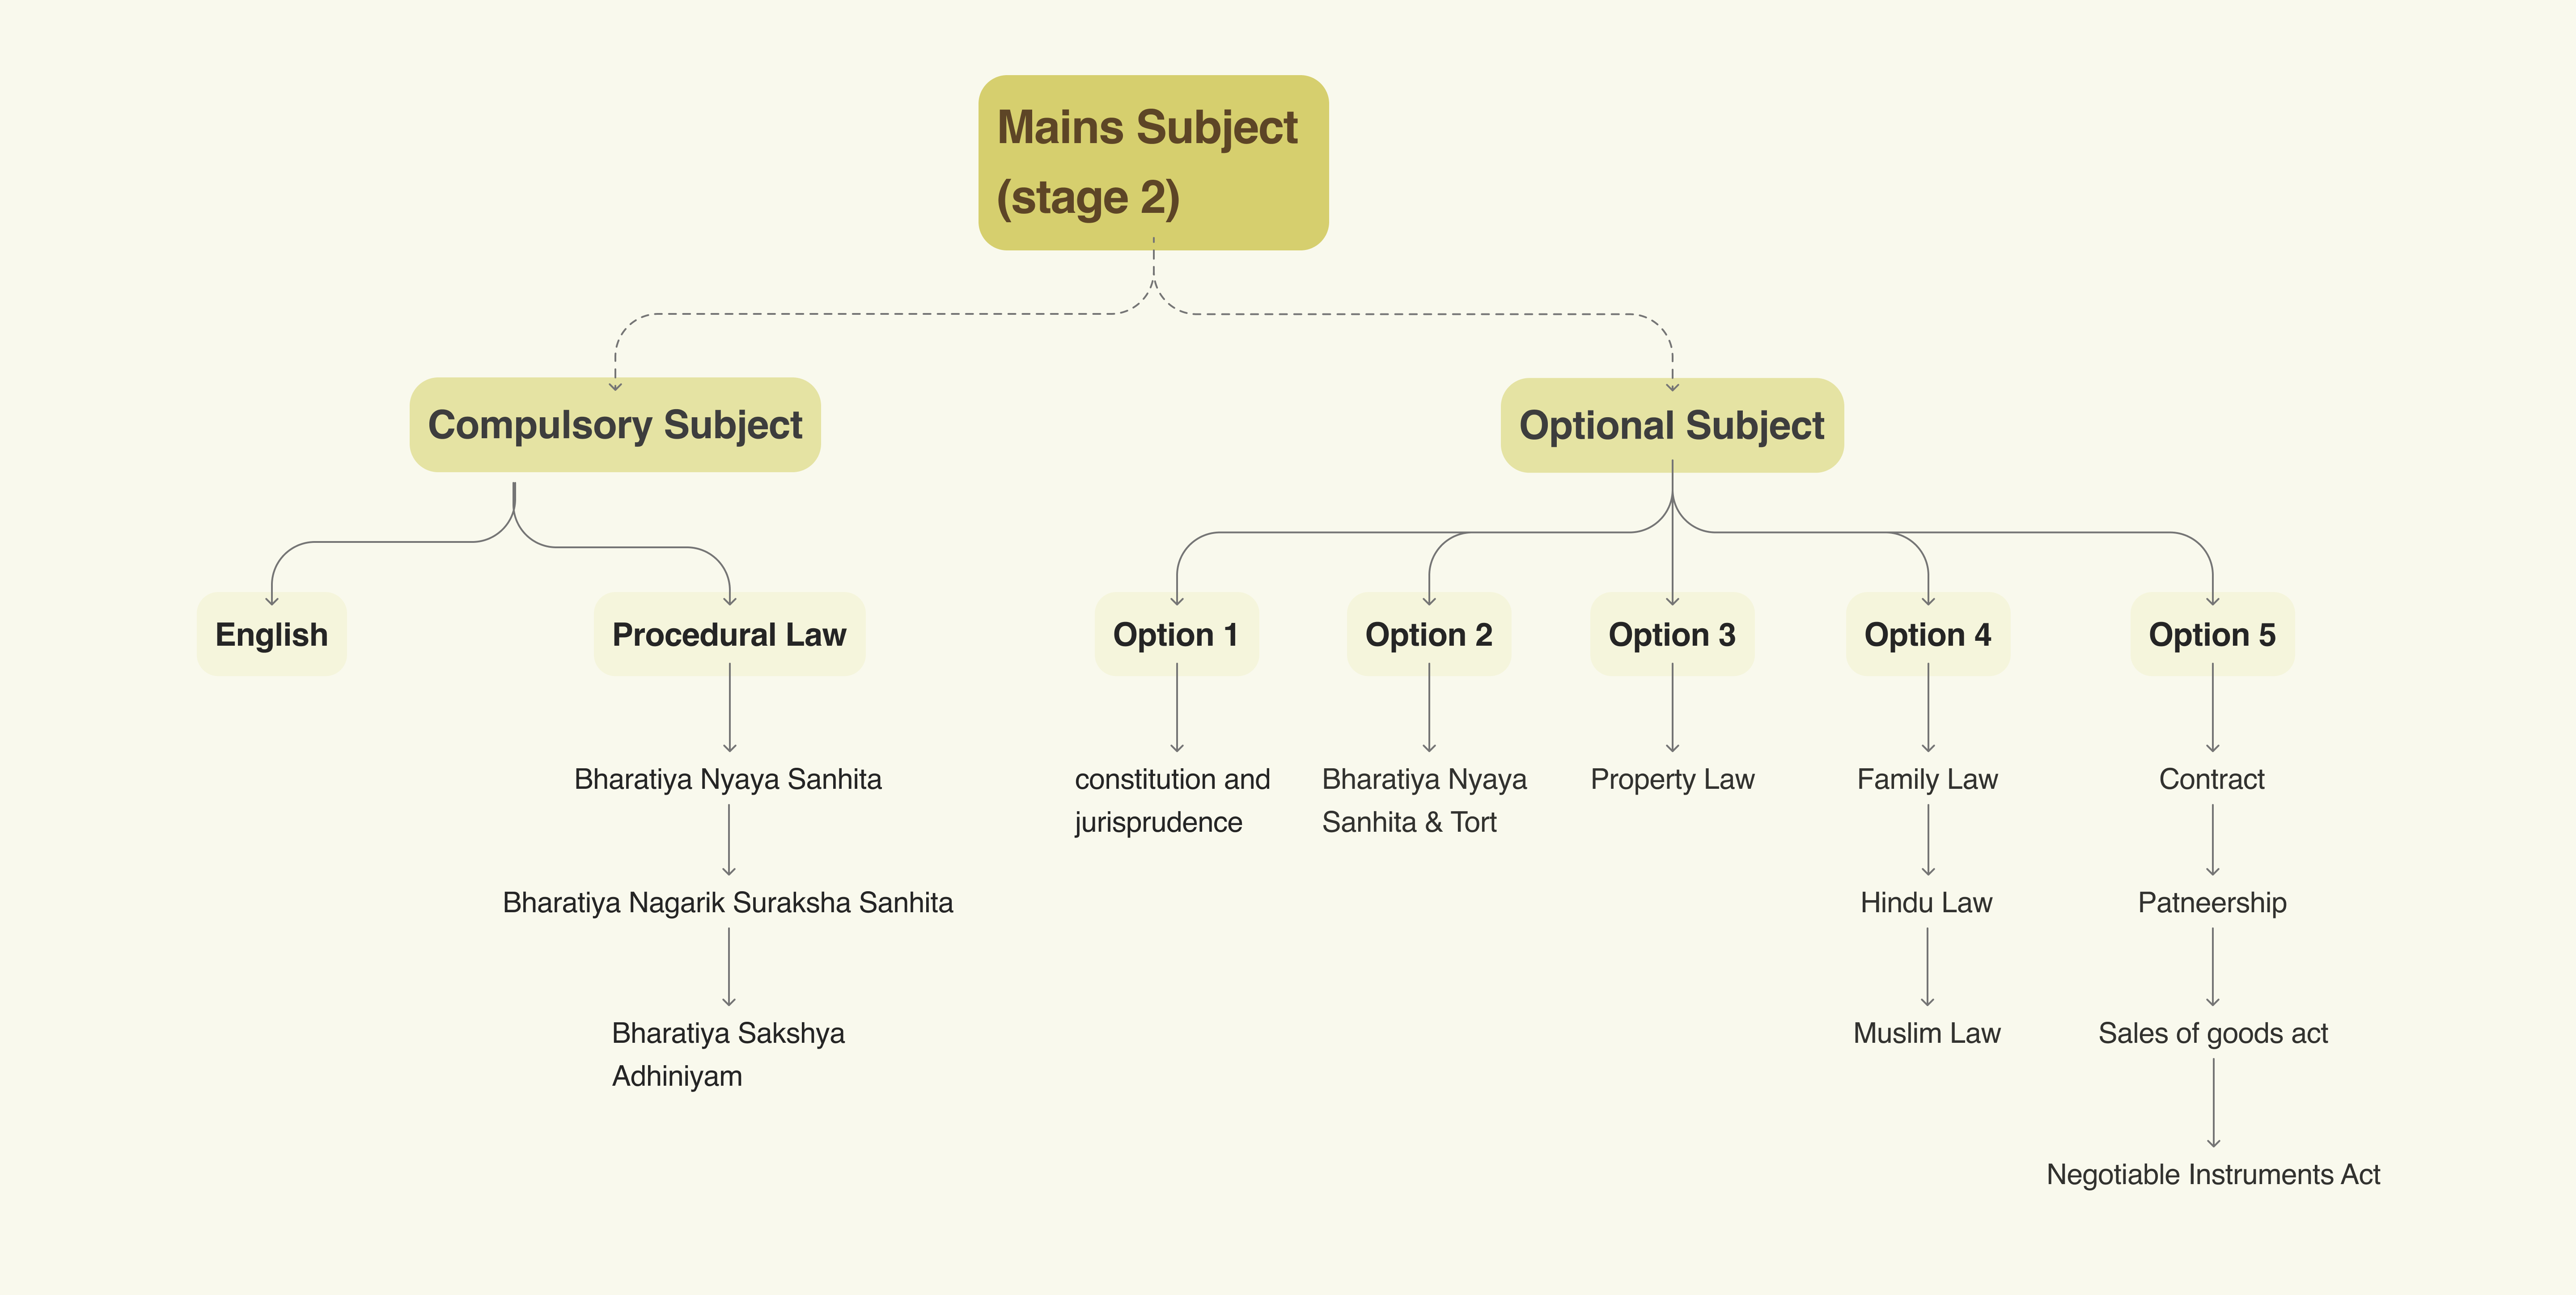 Mains Subject
(stage 2)
Compulsory Subject
Optional Subject
English
Procedural Law
Option 1
Option 2
Option 3
Option 4
Option 5
Bharatiya Nyaya Sanhita
Bharatiya Nagarik Suraksha Sanhita
Bharatiya Sakshya
Adhiniyam
constitution and
jurisprudence
Bharatiya Nyaya
Sanhita & Tort
Property Law
Family Law
Hindu Law
Muslim Law
Contract
Patneership
Sales of goods act
Negotiable Instruments Act